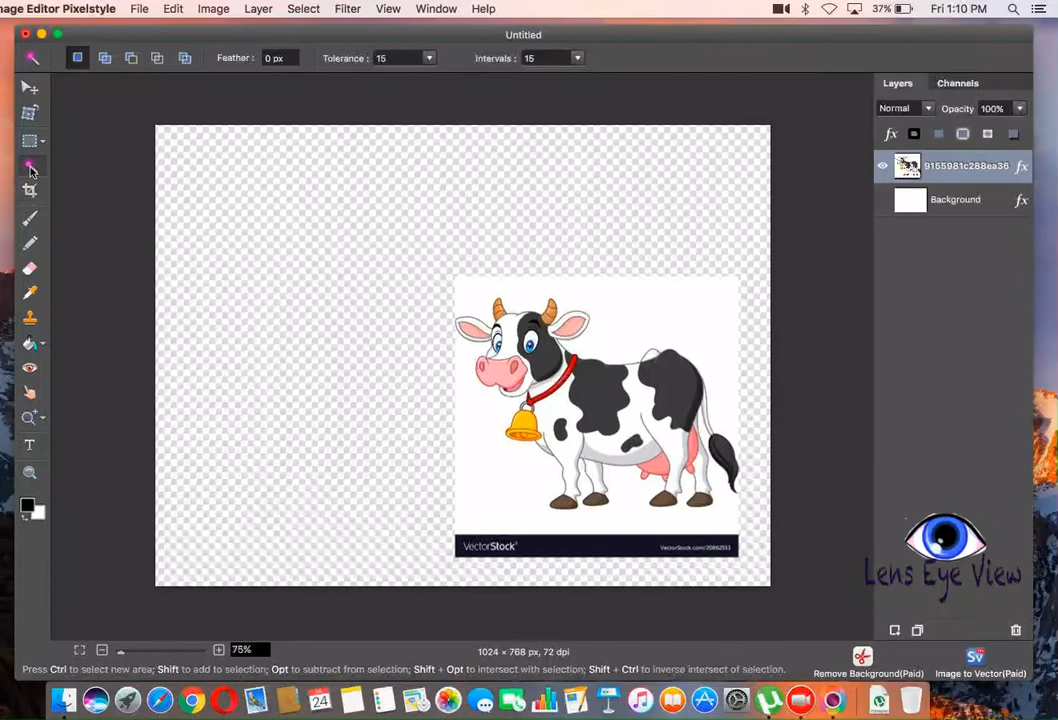 mage Editor Pixelstyle File Edit Image Layer Select Filter View Window Help 37% Fri 1:10 PM
Untitled
Feather : 0 px Tolerance : 15 Intervals : 15
Layers Channels
Normal Opacity 100%
9155981c288ea36 fx
Background fx
VectorStock® VectorStock.com/20862513
Lens Eye View
75% 1024 × 768 px, 72 dpi
Press Ctrl to select new area; Shift to add to selection; Opt to subtract from selection; Shift + Opt to intersect with selection; Shift + Ctrl to inverse intersect of selection.
Remove Background(Paid) Image to Vector(Paid)